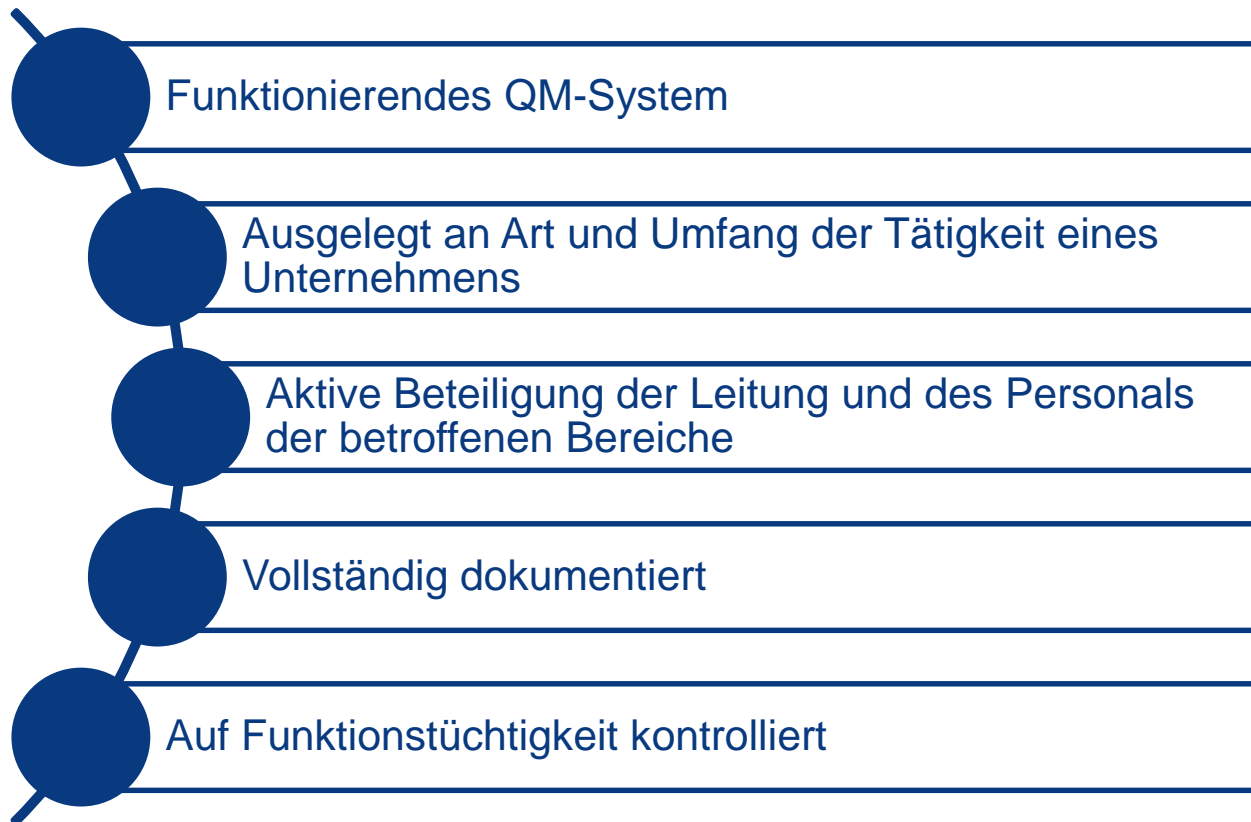 Funktionierendes QM-System
Ausgelegt an Art und Umfang der Tätigkeit eines
Unternehmens
Aktive Beteiligung der Leitung und des Personals
der betroffenen Bereiche
Vollständig dokumentiert
Auf Funktionstüchtigkeit kontrolliert